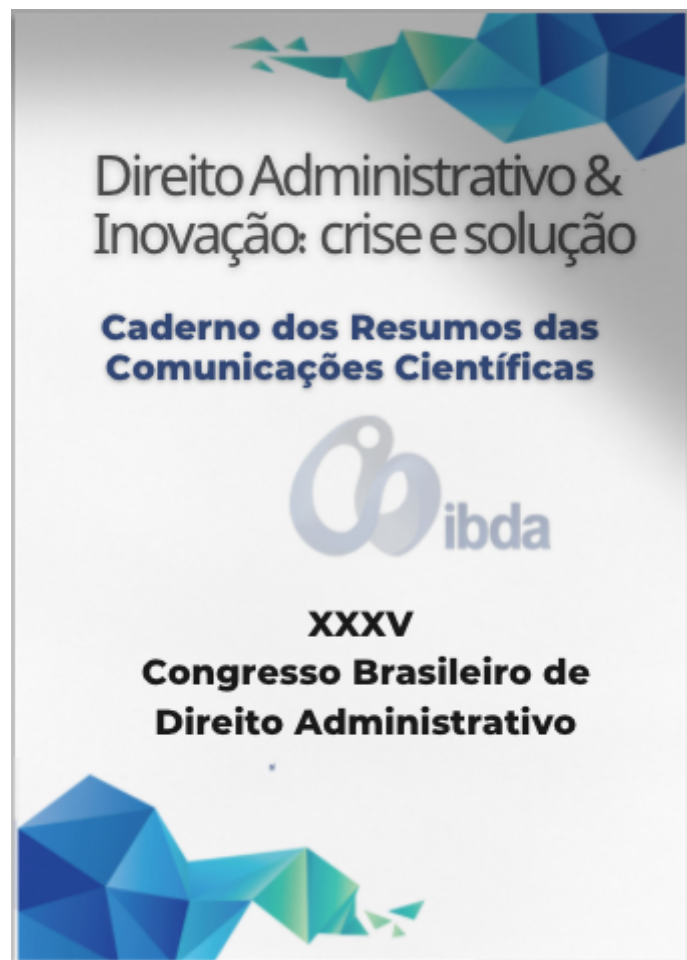 Direito Administrativo &
Inovação: crise e solução
Caderno dos Resumos das
Comunicações Científicas
ibda
XXXV
Congresso Brasileiro de
Direito Administrativo